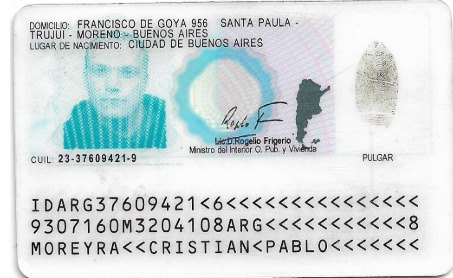 DOMICILIO: FRANCISCO DE GOYA 956 SANTA PAULA -
TRUJUI - MORENO - BUENOS AIRES
LUGAR DE NACIMIENTO: CIUDAD DE BUENOS AIRES
Lic.D.Rogelio Frigerio
Ministro del Interior O. Pub. y Vivienda
CUIL: 23-37609421-9
PULGAR
IDARG37609421<6<<<<<<<<<<<<<<<
9307160M3204108ARG<<<<<<<<<<<8
MOREYRA<<CRISTIAN<PABLO<<<<<<<